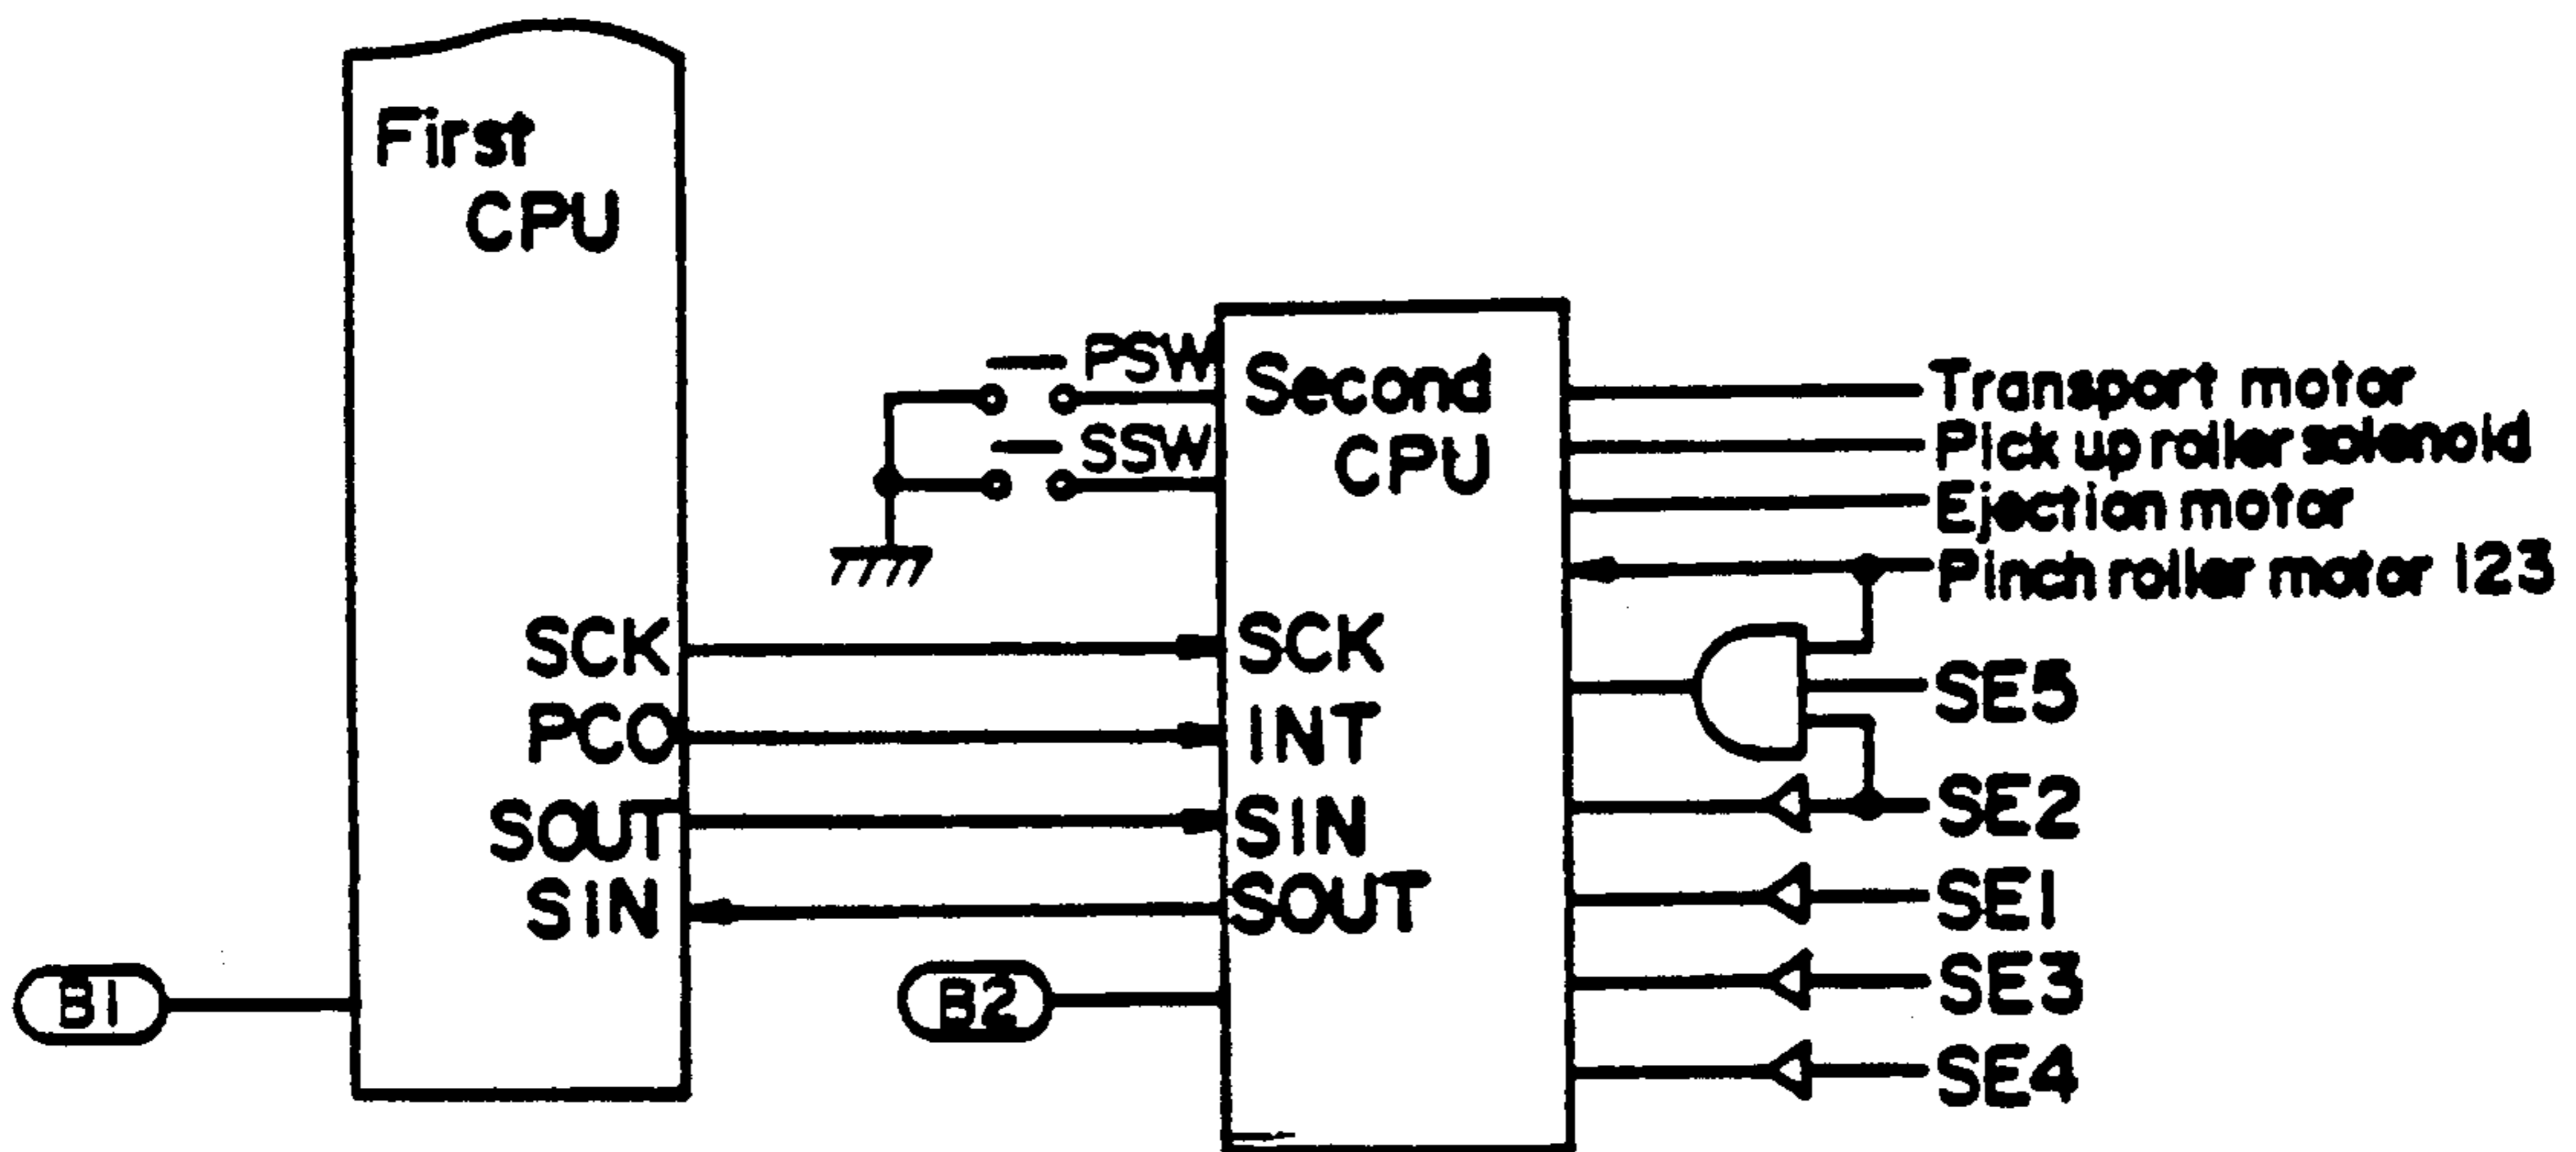 First
CPU
PSW
SSW
Second
CPU
Transport motor
Pick up roller solenoid
Ejection motor
Pinch roller motor 123
SCK
PCO
SOUT
SIN
SCK
INT
SIN
SOUT
SE5
SE2
SE1
SE3
SE4
B1
B2